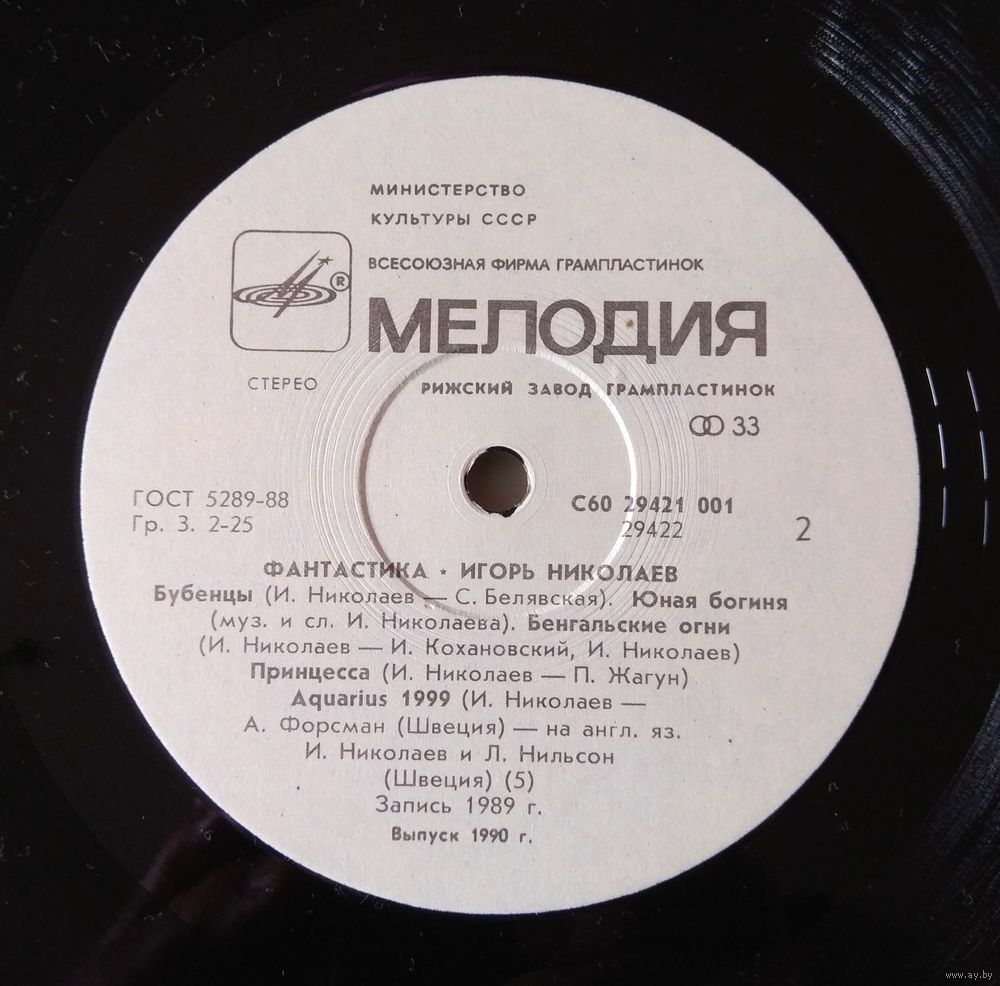 МИНИСТЕРСТВО
КУЛЬТУРЫ СССР
ВСЕСОЮЗНАЯ ФИРМА ГРАМПЛАСТИНОК
®
МЕЛОДИЯ
СТЕРЕО
РИЖСКИЙ ЗАВОД ГРАМПЛАСТИНОК
33
ГОСТ 5289-88
Гр. 3. 2-25
С60 29421 001
29422
2
ФАНТАСТИКА • ИГОРЬ НИКОЛАЕВ
Бубенцы (И. Николаев — С. Белявская). Юная богиня
(муз. и сл. И. Николаева). Бенгальские огни
(И. Николаев — И. Кохановский, И. Николаев)
Принцесса (И. Николаев — П. Жагун)
Aquarius 1999 (И. Николаев —
А. Форсман (Швеция) — на англ. яз.
И. Николаев и Л. Нильсон
(Швеция) (5)
Запись 1989 г.
Выпуск 1990 г.
www.ay.by